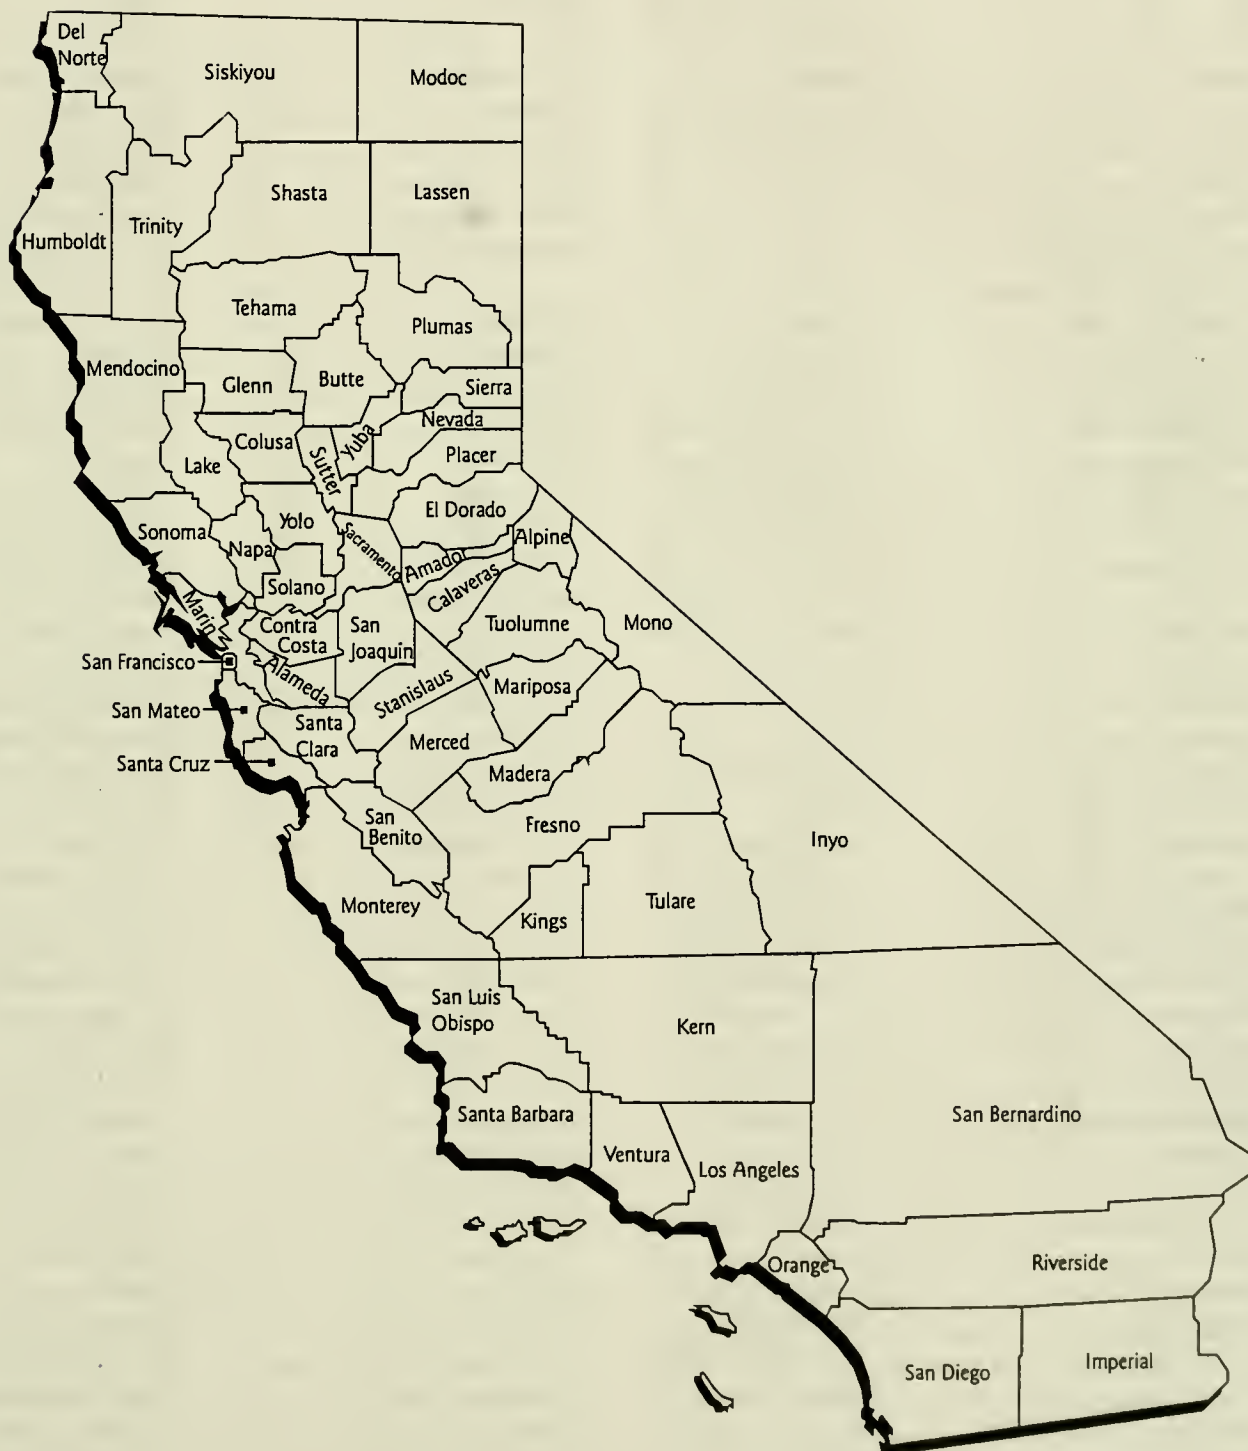 Del
Norte
Siskiyou
Modoc
Shasta
Lassen
Trinity
Humboldt
Tehama
Plumas
Mendocino
Glenn
Butte
Sierra
Nevada
Colusa
Yuba
Sutter
Placer
Lake
El Dorado
Sonoma
Yolo
Napa
Sacramento
Alpine
Amador
Solano
Calaveras
Marin
Contra
Costa
San
Joaquin
Tuolumne
Mono
San Francisco
Alameda
Stanislaus
Mariposa
San Mateo
Santa
Clara
Merced
Santa Cruz
Madera
San
Benito
Fresno
Inyo
Monterey
Kings
Tulare
San Luis
Obispo
Kern
Santa Barbara
San Bernardino
Ventura
Los Angeles
Orange
Riverside
San Diego
Imperial